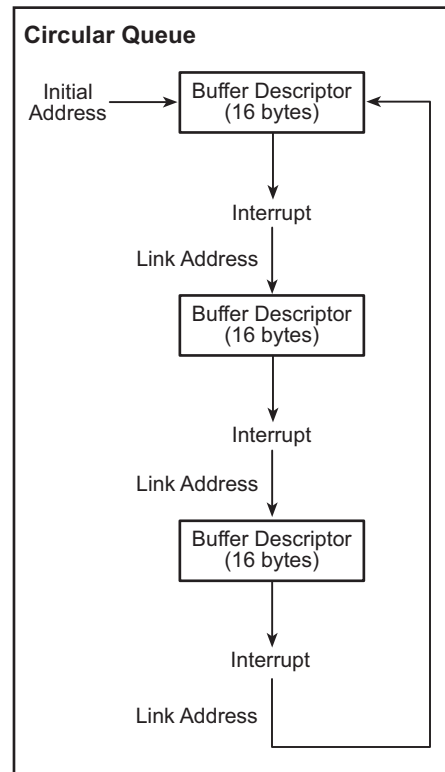 Circular Queue
Initial
Address
Buffer Descriptor
(16 bytes)
Interrupt
Link Address
Buffer Descriptor
(16 bytes)
Interrupt
Link Address
Buffer Descriptor
(16 bytes)
Interrupt
Link Address